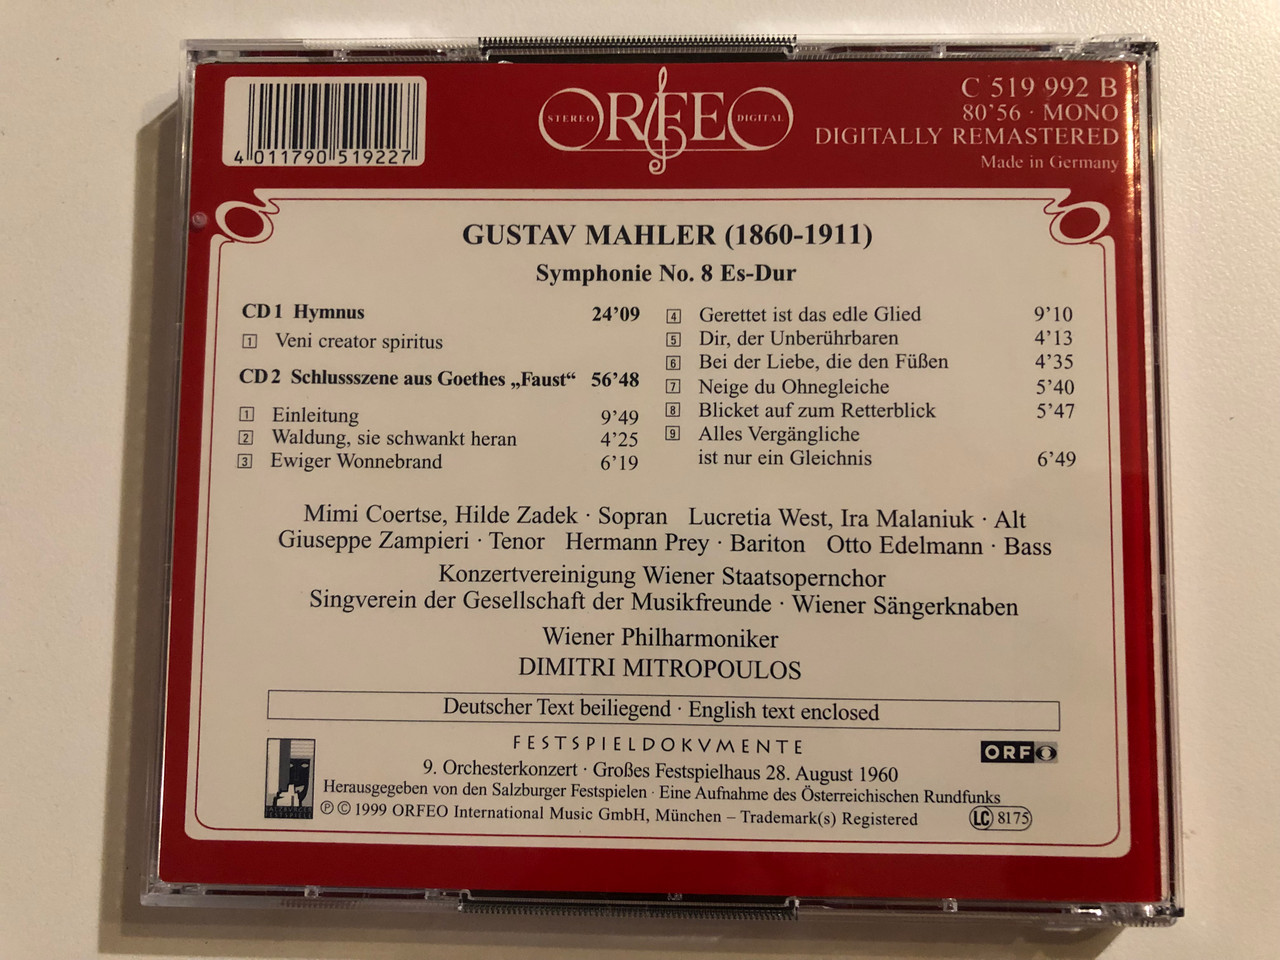 4 011790 519227
STEREO ORFEO DIGITAL
C 519 992 B
80'56 · MONO
DIGITALLY REMASTERED
Made in Germany
GUSTAV MAHLER (1860-1911)
Symphonie No. 8 Es-Dur
CD 1 Hymnus 24'09
1 Veni creator spiritus
CD 2 Schlussszene aus Goethes „Faust“ 56'48
1 Einleitung 9'49
2 Waldung, sie schwankt heran 4'25
3 Ewiger Wonnebrand 6'19
4 Gerettet ist das edle Glied 9'10
5 Dir, der Unberührbaren 4'13
6 Bei der Liebe, die den Füßen 4'35
7 Neige du Ohnegleiche 5'40
8 Blicket auf zum Retterblick 5'47
9 Alles Vergängliche
ist nur ein Gleichnis 6'49
Mimi Coertse, Hilde Zadek · Sopran Lucretia West, Ira Malaniuk · Alt
Giuseppe Zampieri · Tenor Hermann Prey · Bariton Otto Edelmann · Bass
Konzertvereinigung Wiener Staatsopernchor
Singverein der Gesellschaft der Musikfreunde · Wiener Sängerknaben
Wiener Philharmoniker
DIMITRI MITROPOULOS
Deutscher Text beiliegend · English text enclosed
FESTSPIELDOKVMENTE
ORF
9. Orchesterkonzert · Großes Festspielhaus 28. August 1960
Herausgegeben von den Salzburger Festspielen · Eine Aufnahme des Österreichischen Rundfunks
℗ © 1999 ORFEO International Music GmbH, München – Trademark(s) Registered
LC 8175